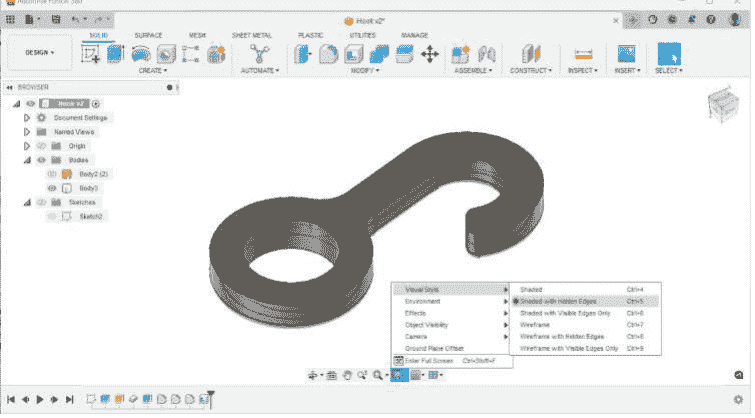 Autodesk Fusion 360
Hook v2*
DESIGN
SOLID SURFACE MESH SHEET METAL PLASTIC UTILITIES MANAGE
CREATE AUTOMATE MODIFY ASSEMBLE CONSTRUCT INSPECT INSERT SELECT
BROWSER
Hook v2
Document Settings
Named Views
Origin
Bodies
Body2 (2)
Body3
Sketches
Sketch2
Visual Style
Environment
Effects
Object Visibility
Camera
Ground Plane Offset
Enter Full Screen Ctrl+Shift+F
Shaded Ctrl+4
Shaded with Hidden Edges Ctrl+5
Shaded with Visible Edges Only Ctrl+6
Wireframe Ctrl+7
Wireframe with Hidden Edges Ctrl+8
Wireframe with Visible Edges Only Ctrl+9